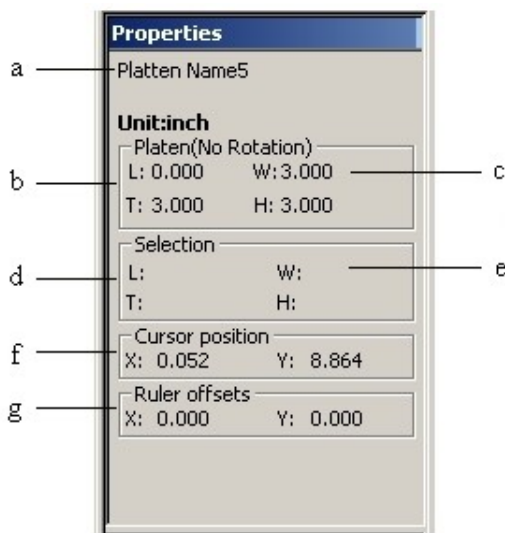 Properties
a Platten Name5
Unit:inch
Platen(No Rotation)
b L: 0.000 W:3.000 c
T: 3.000 H: 3.000
Selection
d L: W: e
T: H:
Cursor position
f X: 0.052 Y: 8.864
Ruler offsets
g X: 0.000 Y: 0.000